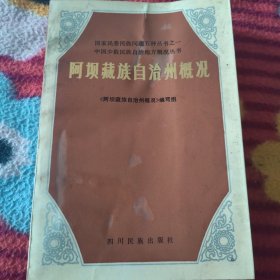 国家民委民族问题五种丛书之一
中国少数民族自治地方概况丛书
阿坝藏族自治州概况
《阿坝藏族自治州概况》编写组
四川民族出版社